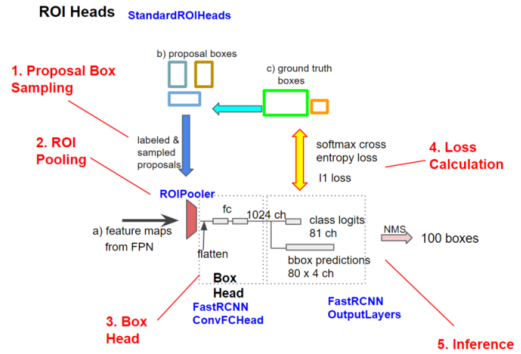 ROI Heads
StandardROIHeads
b) proposal boxes
c) ground truth
boxes
1. Proposal Box
Sampling
2. ROI
Pooling
labeled &
sampled
proposals
softmax cross
entropy loss
l1 loss
4. Loss
Calculation
ROIPooler
fc
1024 ch
class logits
81 ch
NMS
100 boxes
a) feature maps
from FPN
flatten
bbox predictions
80 x 4 ch
Box
Head
FastRCNN
ConvFCHead
FastRCNN
OutputLayers
3. Box
Head
5. Inference